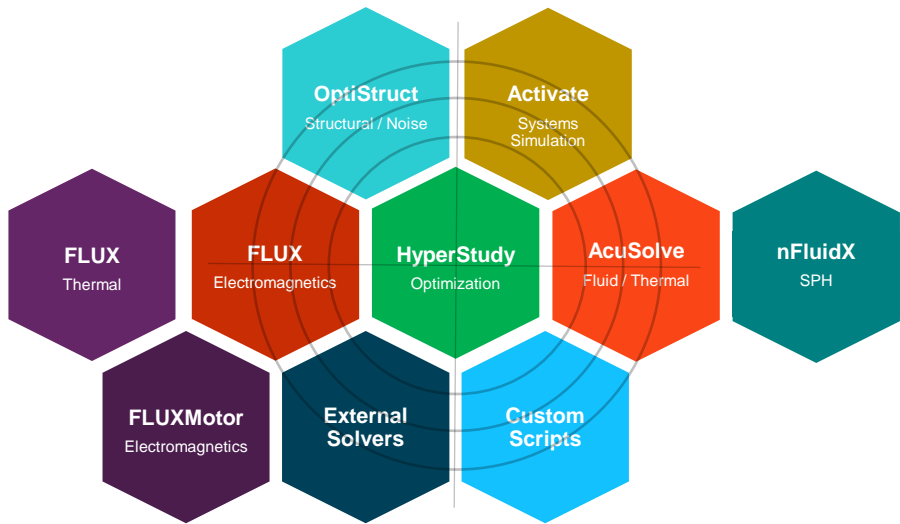 OptiStruct
Structural / Noise
Activate
Systems
Simulation
FLUX
Thermal
FLUX
Electromagnetics
HyperStudy
Optimization
AcuSolve
Fluid / Thermal
nFluidX
SPH
FLUXMotor
Electromagnetics
External
Solvers
Custom
Scripts